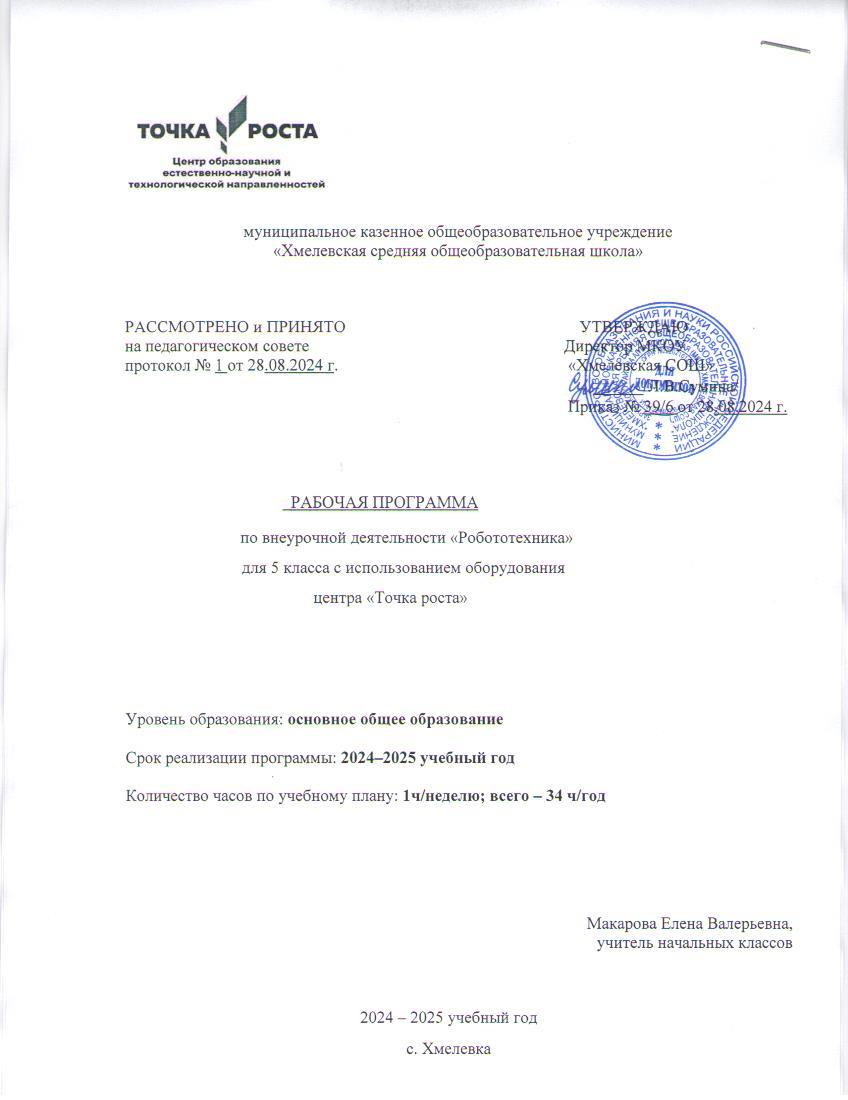 ТОЧКА РОСТА
Центр образования
естественно-научной и
технологической направленностей
муниципальное казенное общеобразовательное учреждение
«Хмелевская средняя общеобразовательная школа»
РАССМОТРЕНО и ПРИНЯТО
на педагогическом совете
протокол № 1 от 28.08.2024 г.
УТВЕРЖДАЮ
Директор МКОУ
«Хмелевская СОШ»
Л.В.Сумина
Приказ № 39/6 от 28.08.2024 г.
РАБОЧАЯ ПРОГРАММА
по внеурочной деятельности «Робототехника»
для 5 класса с использованием оборудования
центра «Точка роста»
Уровень образования: основное общее образование
Срок реализации программы: 2024–2025 учебный год
Количество часов по учебному плану: 1ч/неделю; всего – 34 ч/год
Макарова Елена Валерьевна,
учитель начальных классов
2024 – 2025 учебный год
с. Хмелевка